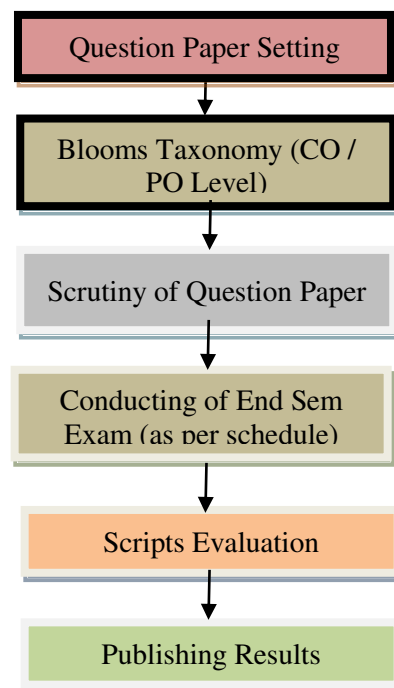 Question Paper Setting
Blooms Taxonomy (CO /
PO Level)
Scrutiny of Question Paper
Conducting of End Sem
Exam (as per schedule)
Scripts Evaluation
Publishing Results